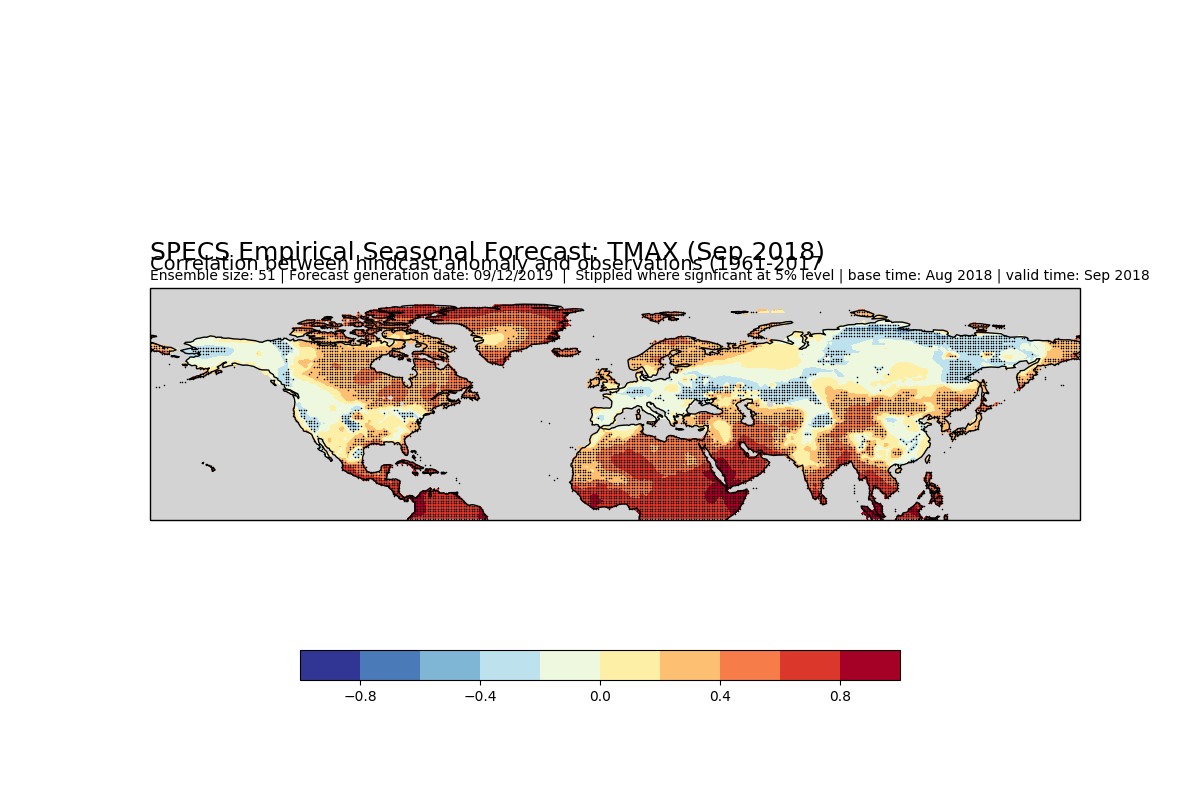 SPECS Empirical Seasonal Forecast: TMAX (Sep 2018)
Correlation between hindcast anomaly and observations (1961-2017
Ensemble size: 51 | Forecast generation date: 09/12/2019 | Stippled where signficant at 5% level | base time: Aug 2018 | valid time: Sep 2018
−0.8 −0.4 0.0 0.4 0.8